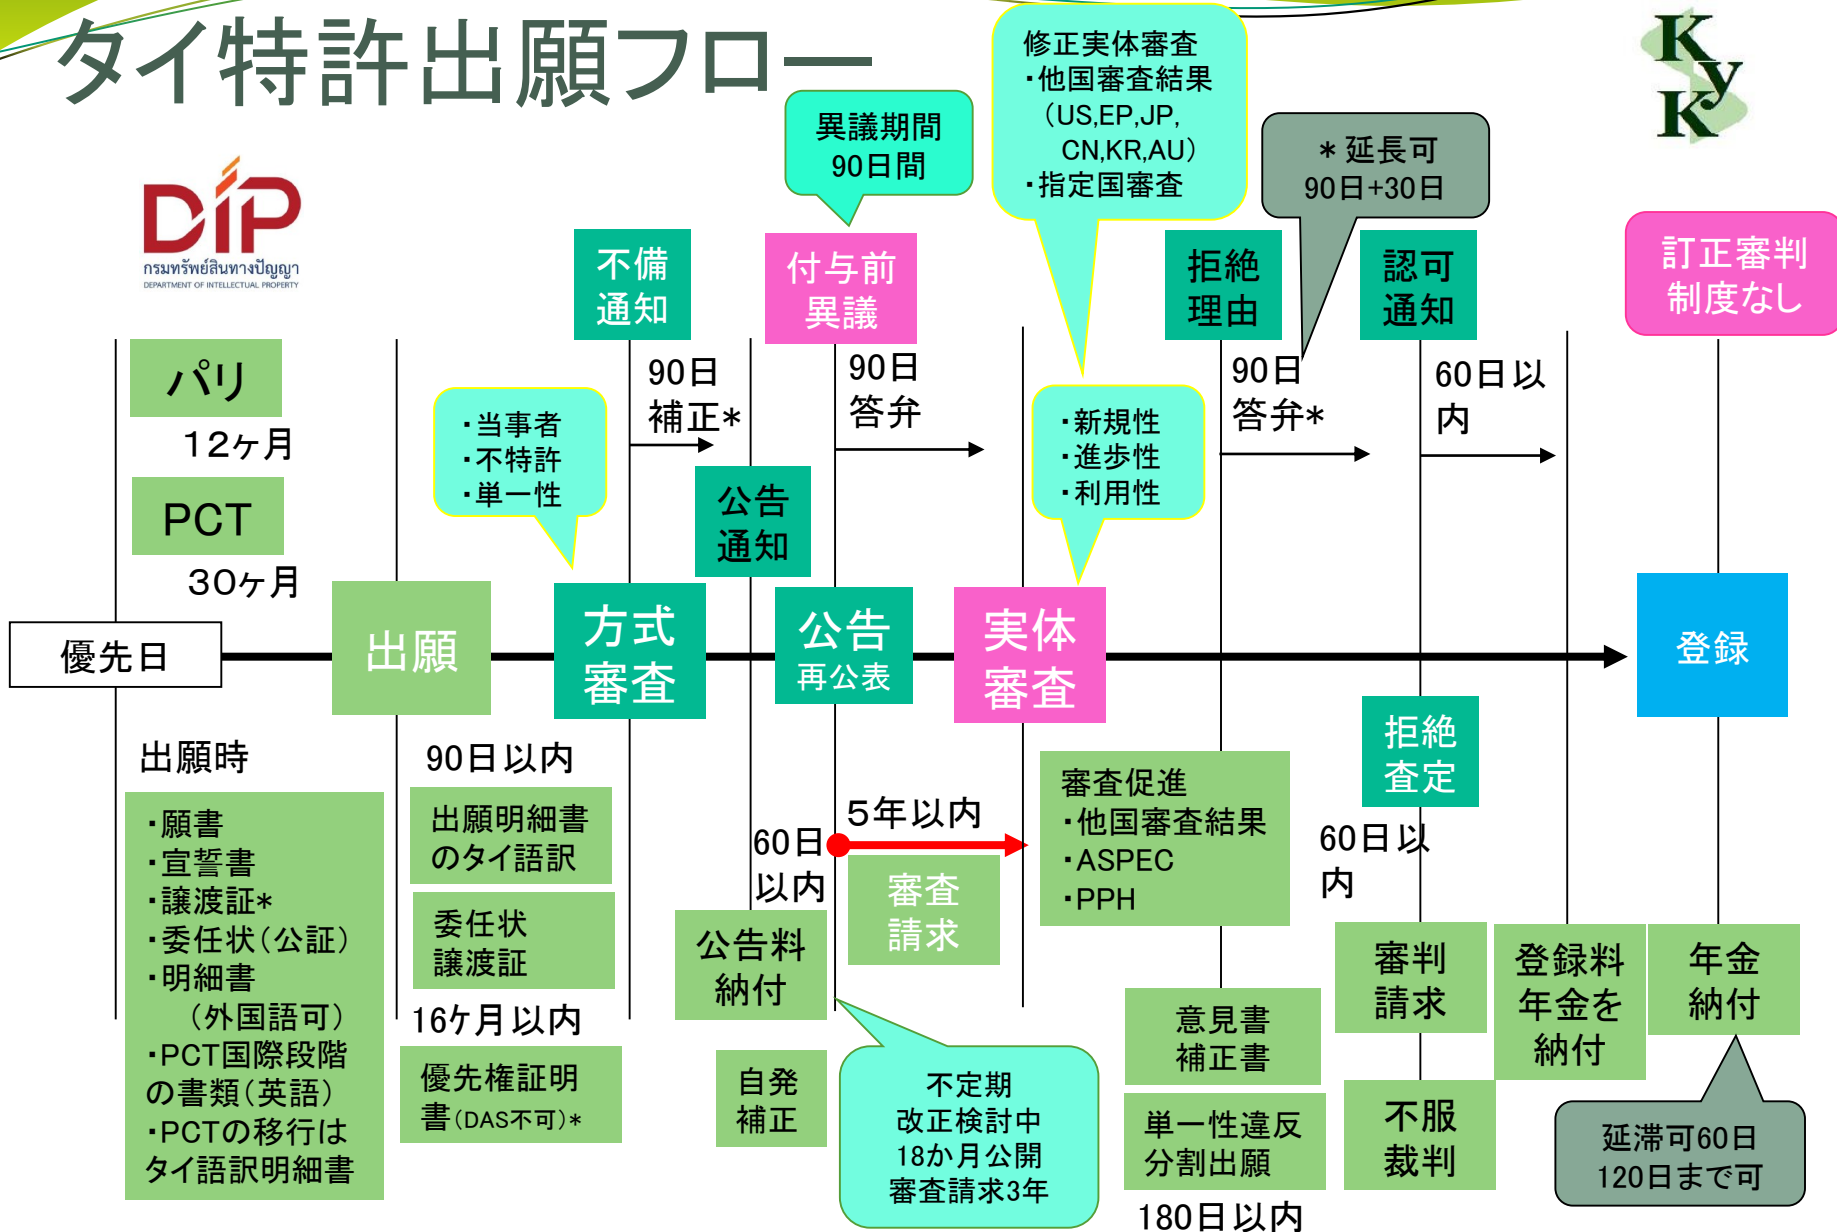 タイ特許出願フロー
修正実体審査
・他国審査結果
（US,EP,JP,
CN,KR,AU）
・指定国審査
KyK
異議期間
90日間
＊延長可
90日+30日
DIP
กรมทรัพย์สินทางปัญญา
DEPARTMENT OF INTELLECTUAL PROPERTY
不備
通知
付与前
異議
拒絶
理由
認可
通知
訂正審判
制度なし
パリ
12ヶ月
PCT
30ヶ月
・当事者
・不特許
・単一性
90日
補正*
公告
通知
90日
答弁
・新規性
・進歩性
・利用性
90日
答弁*
60日以
内
優先日
出願
方式
審査
公告
再公表
実体
審査
登録
出願時
・願書
・宣誓書
・譲渡証*
・委任状（公証）
・明細書
（外国語可）
・PCT国際段階
の書類（英語）
・PCTの移行は
タイ語訳明細書
90日以内
出願明細書
のタイ語訳
委任状
譲渡証
16ヶ月以内
優先権証明
書（DAS不可）*
60日
以内
公告料
納付
自発
補正
5年以内
審査
請求
不定期
改正検討中
18か月公開
審査請求3年
審査促進
・他国審査結果
・ASPEC
・PPH
意見書
補正書
単一性違反
分割出願
180日以内
拒絶
査定
60日以
内
審判
請求
不服
裁判
登録料
年金を
納付
年金
納付
延滞可60日
120日まで可